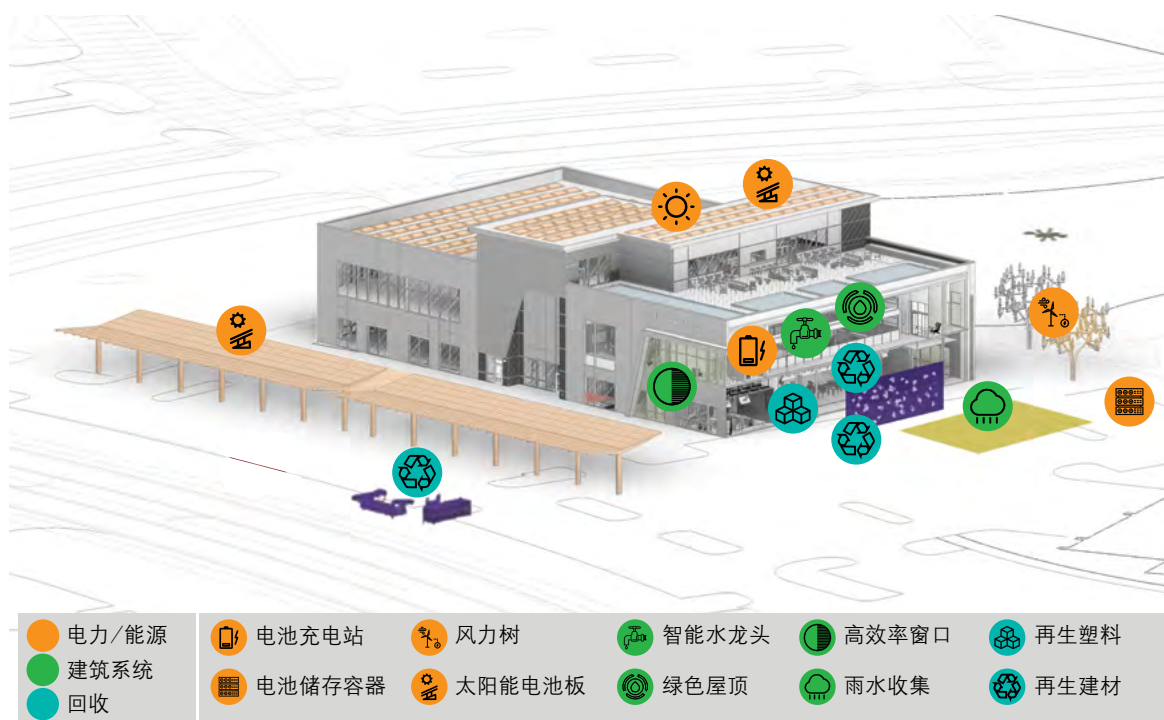 电力/能源
建筑系统
回收
电池充电站
风力树
智能水龙头
高效率窗口
再生塑料
电池储存容器
太阳能电池板
绿色屋顶
雨水收集
再生建材